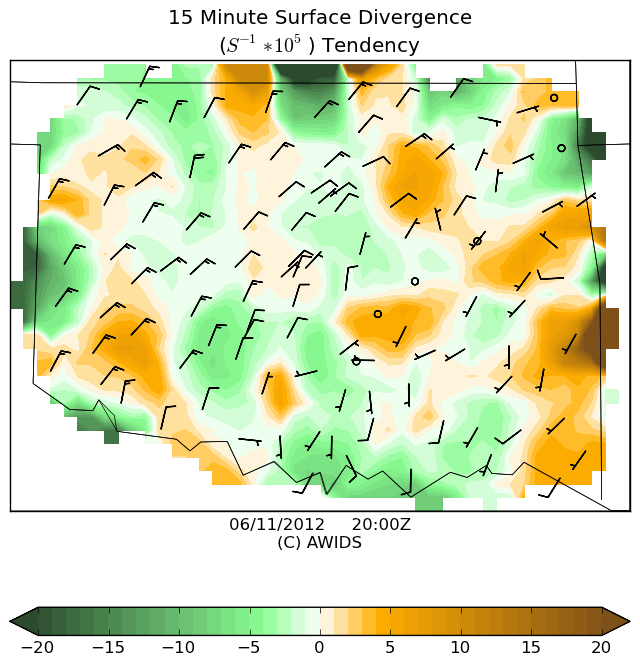 15 Minute Surface Divergence
(S⁻¹ *10⁵ ) Tendency
06/11/2012 20:00Z
(C) AWIDS
−20 −15 −10 −5 0 5 10 15 20